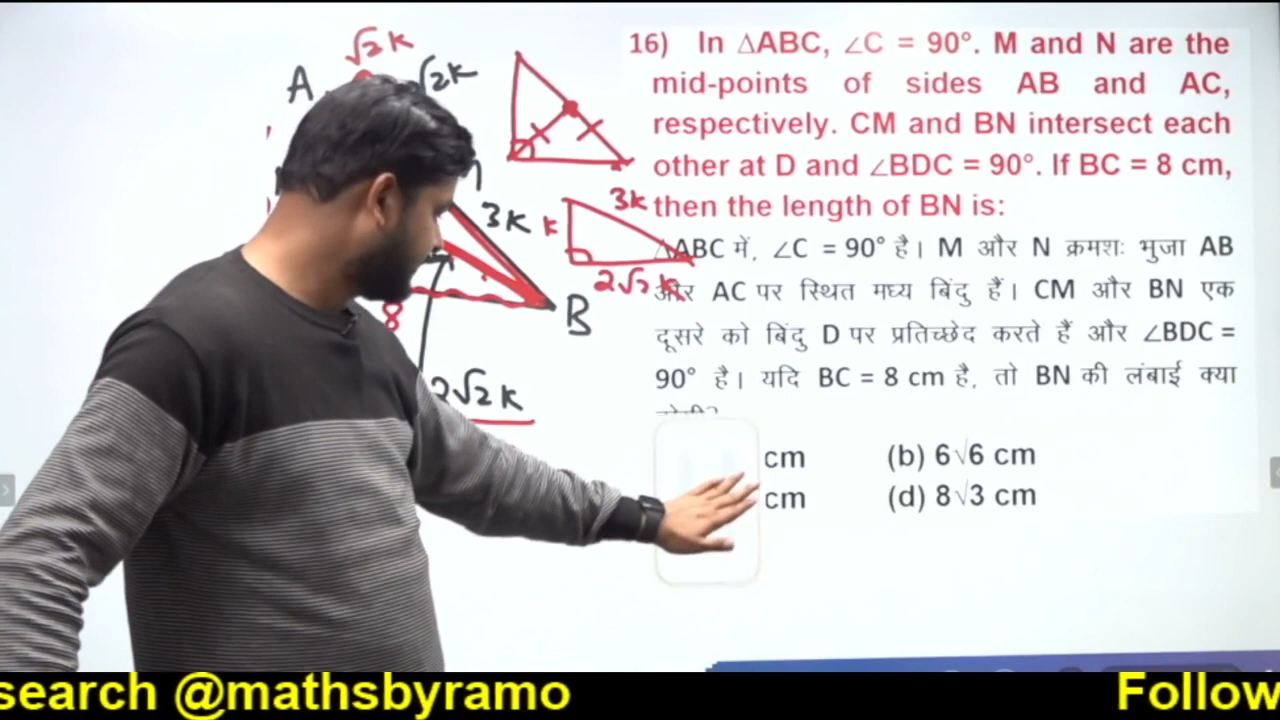 √2k
A
√2k
3k
B
8
2√2k
3k
k
2√2k
16) In △ABC, ∠C = 90°. M and N are the
mid-points of sides AB and AC,
respectively. CM and BN intersect each
other at D and ∠BDC = 90°. If BC = 8 cm,
then the length of BN is:
△ABC में, ∠C = 90° है। M और N क्रमशः भुजा AB
और AC पर स्थित मध्य बिंदु हैं। CM और BN एक
दूसरे को बिंदु D पर प्रतिच्छेद करते हैं और ∠BDC =
90° है। यदि BC = 8 cm है, तो BN की लंबाई क्या
cm (b) 6√6 cm
cm (d) 8√3 cm
search @mathsbyramo Follow